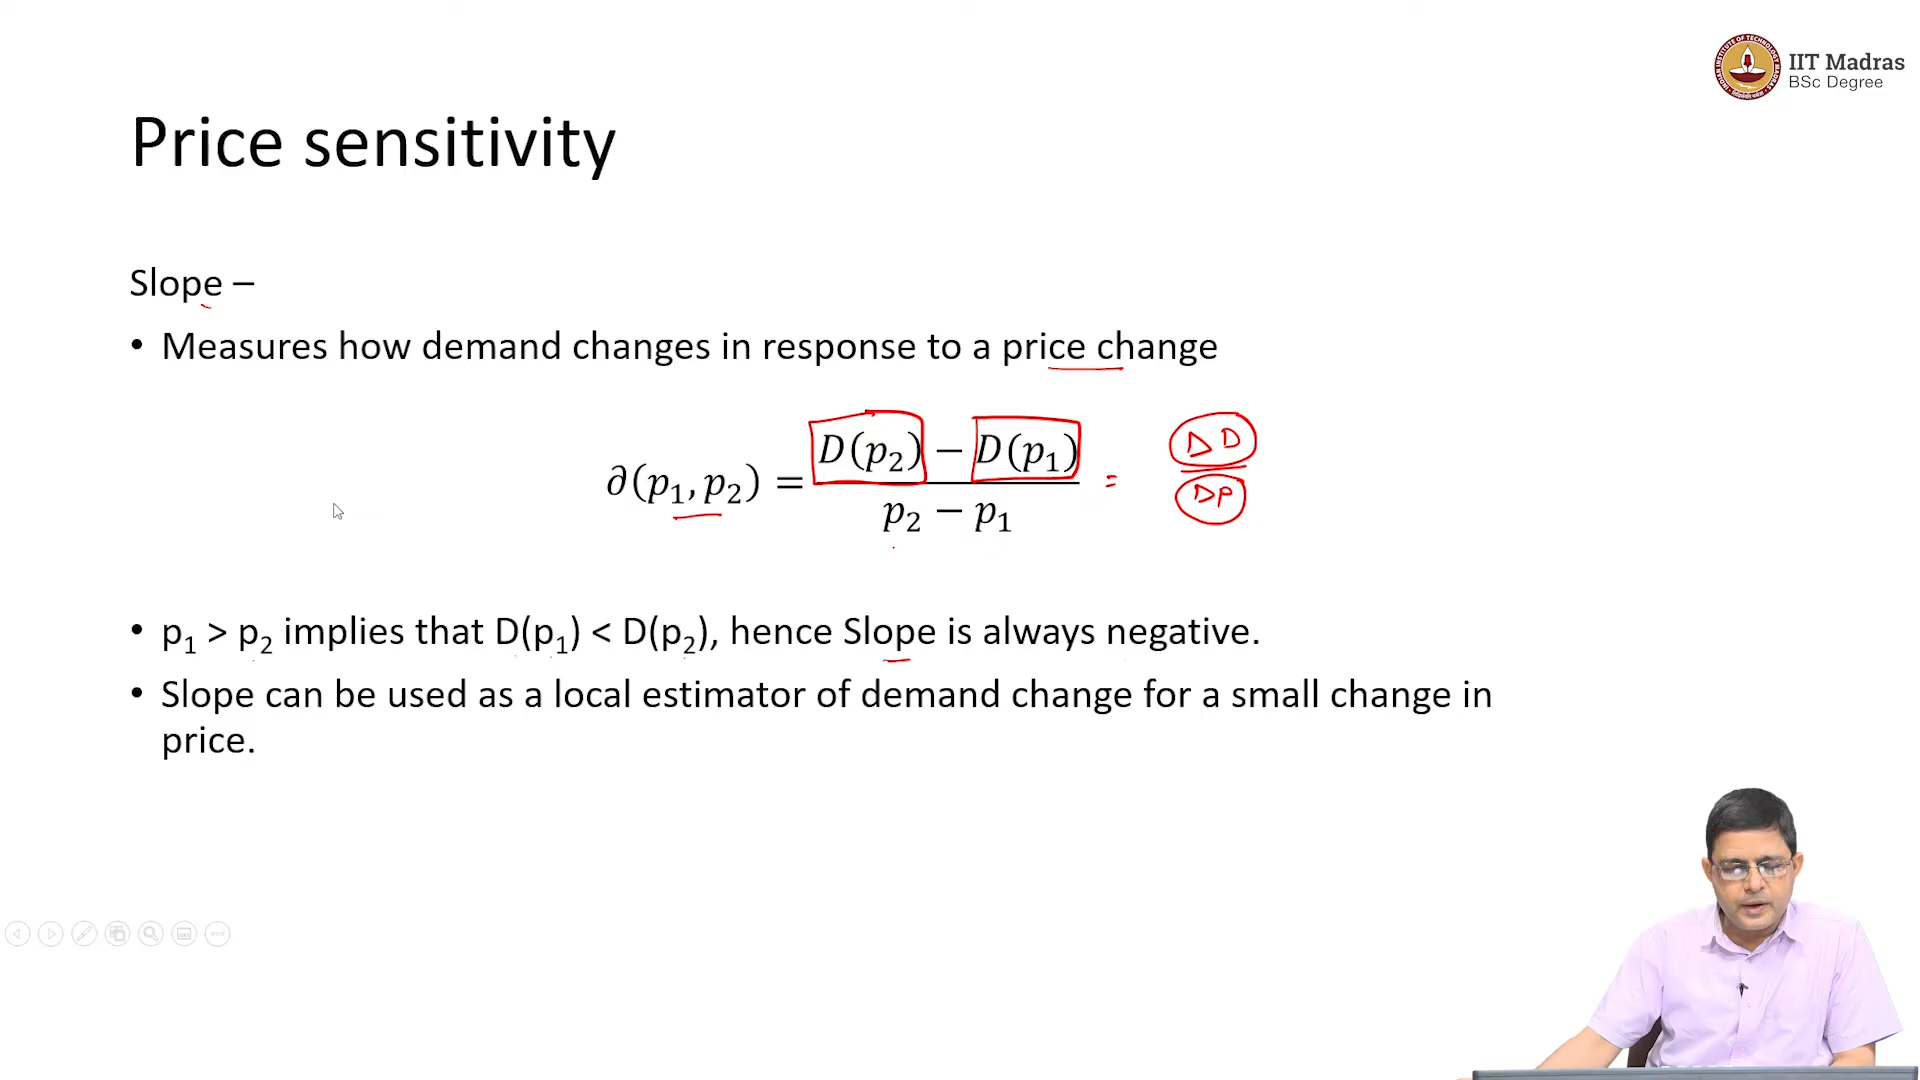 IIT Madras
BSc Degree
Price sensitivity
Slope –
• Measures how demand changes in response to a price change
∂(p₁, p₂) = (D(p₂) − D(p₁)) / (p₂ − p₁) = ΔD / ΔP
• p₁ > p₂ implies that D(p₁) < D(p₂), hence Slope is always negative.
• Slope can be used as a local estimator of demand change for a small change in
price.